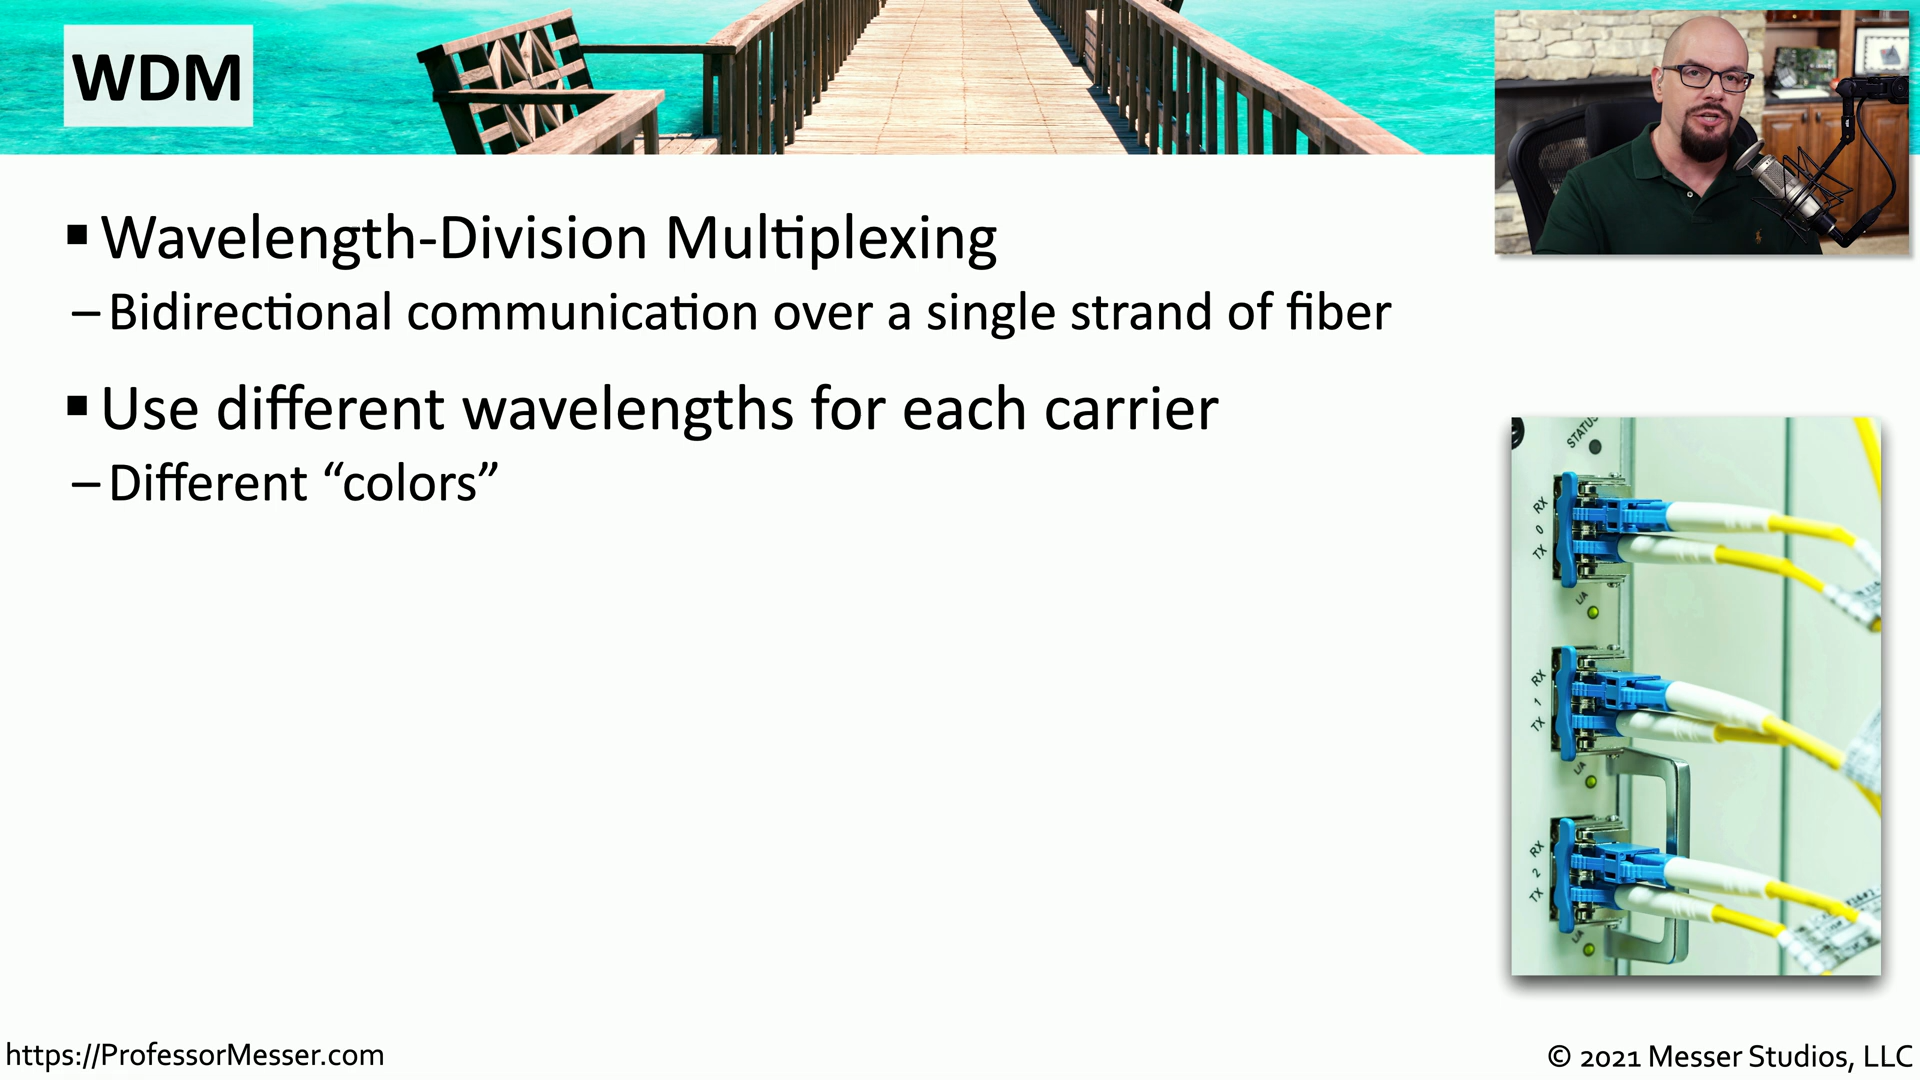 WDM
▪ Wavelength-Division Multiplexing
– Bidirectional communication over a single strand of fiber
▪ Use different wavelengths for each carrier
– Different “colors”
STATUS
RX
0
TX
L/A
RX
1
TX
L/A
RX
2
TX
L/A
https://ProfessorMesser.com
© 2021 Messer Studios, LLC